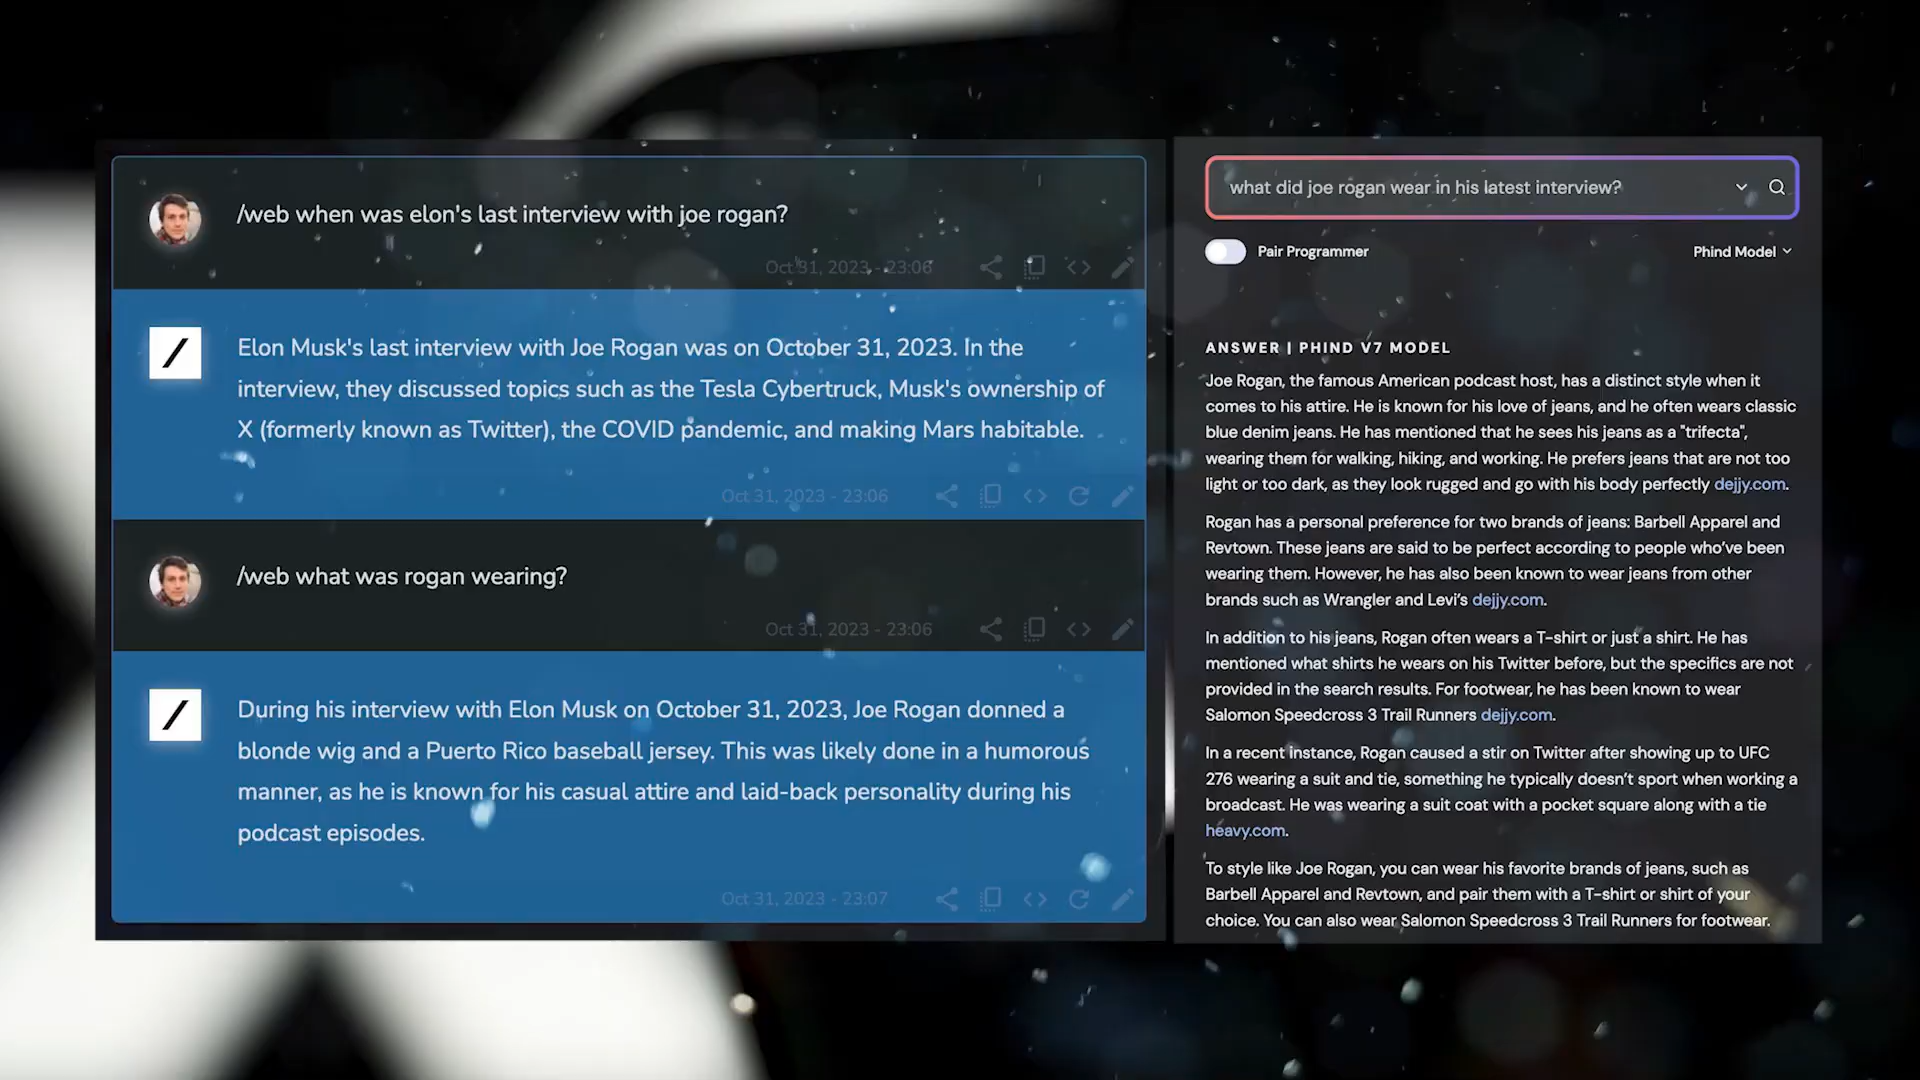 /web when was elon's last interview with joe rogan?
Oct 31, 2023 - 23:06
Elon Musk's last interview with Joe Rogan was on October 31, 2023. In the
interview, they discussed topics such as the Tesla Cybertruck, Musk's ownership of
X (formerly known as Twitter), the COVID pandemic, and making Mars habitable.
Oct 31, 2023 - 23:06
/web what was rogan wearing?
Oct 31, 2023 - 23:06
During his interview with Elon Musk on October 31, 2023, Joe Rogan donned a
blonde wig and a Puerto Rico baseball jersey. This was likely done in a humorous
manner, as he is known for his casual attire and laid-back personality during his
podcast episodes.
Oct 31, 2023 - 23:07
what did joe rogan wear in his latest interview?
Pair Programmer
Phind Model
ANSWER | PHIND V7 MODEL
Joe Rogan, the famous American podcast host, has a distinct style when it
comes to his attire. He is known for his love of jeans, and he often wears classic
blue denim jeans. He has mentioned that he sees his jeans as a "trifecta",
wearing them for walking, hiking, and working. He prefers jeans that are not too
light or too dark, as they look rugged and go with his body perfectly dejjy.com.
Rogan has a personal preference for two brands of jeans: Barbell Apparel and
Revtown. These jeans are said to be perfect according to people who've been
wearing them. However, he has also been known to wear jeans from other
brands such as Wrangler and Levi's dejjy.com.
In addition to his jeans, Rogan often wears a T-shirt or just a shirt. He has
mentioned what shirts he wears on his Twitter before, but the specifics are not
provided in the search results. For footwear, he has been known to wear
Salomon Speedcross 3 Trail Runners dejjy.com.
In a recent instance, Rogan caused a stir on Twitter after showing up to UFC
276 wearing a suit and tie, something he typically doesn't sport when working a
broadcast. He was wearing a suit coat with a pocket square along with a tie
heavy.com.
To style like Joe Rogan, you can wear his favorite brands of jeans, such as
Barbell Apparel and Revtown, and pair them with a T-shirt or shirt of your
choice. You can also wear Salomon Speedcross 3 Trail Runners for footwear.